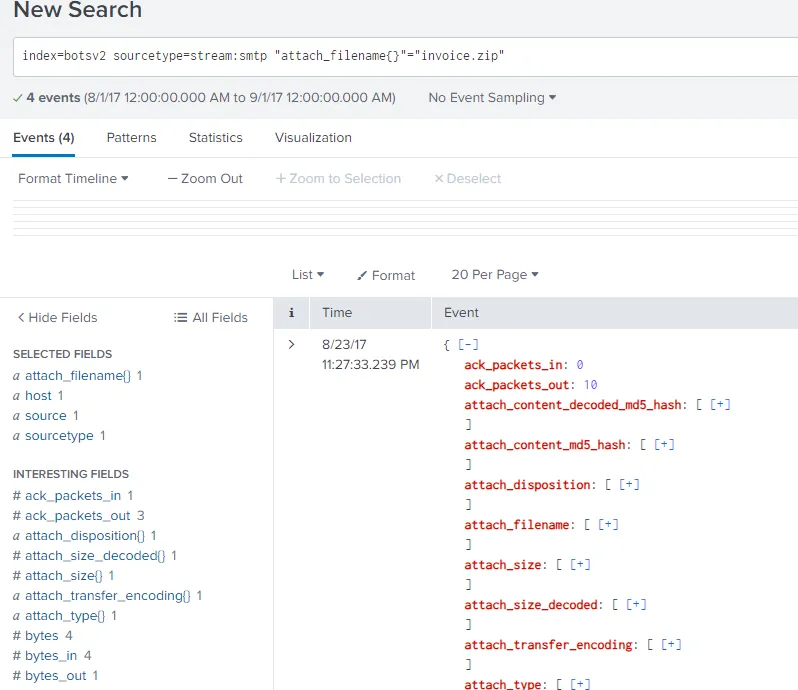 New Search
index=botsv2 sourcetype=stream:smtp "attach_filename{}"="invoice.zip"
✓ 4 events (8/1/17 12:00:00.000 AM to 9/1/17 12:00:00.000 AM) No Event Sampling ▾
Events (4) Patterns Statistics Visualization
Format Timeline ▾ — Zoom Out + Zoom to Selection × Deselect
List ▾ Format 20 Per Page ▾
< Hide Fields All Fields
i Time Event
SELECTED FIELDS
a attach_filename{} 1
a host 1
a source 1
a sourcetype 1
INTERESTING FIELDS
# ack_packets_in 1
# ack_packets_out 3
a attach_disposition{} 1
# attach_size_decoded{} 1
# attach_size{} 1
a attach_transfer_encoding{} 1
a attach_type{} 1
# bytes 4
# bytes_in 4
# bytes_out 1
> 8/23/17
11:27:33.239 PM
{ [-]
ack_packets_in: 0
ack_packets_out: 10
attach_content_decoded_md5_hash: [ [+]
]
attach_content_md5_hash: [ [+]
]
attach_disposition: [ [+]
]
attach_filename: [ [+]
]
attach_size: [ [+]
]
attach_size_decoded: [ [+]
]
attach_transfer_encoding: [ [+]
]
attach_type: [ [+]